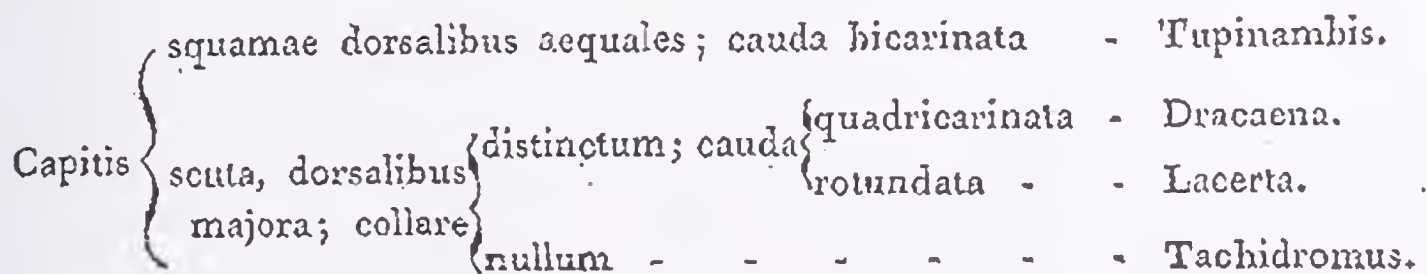 squamae dorsalibus aequales; cauda bicarinata - Tupinambis.
Capitis
scuta, dorsalibus majora; collare
distinctum; cauda
quadricarinata - Dracaena.
rotundata - - Lacerta.
nullum - - - - - - Tachidromus.